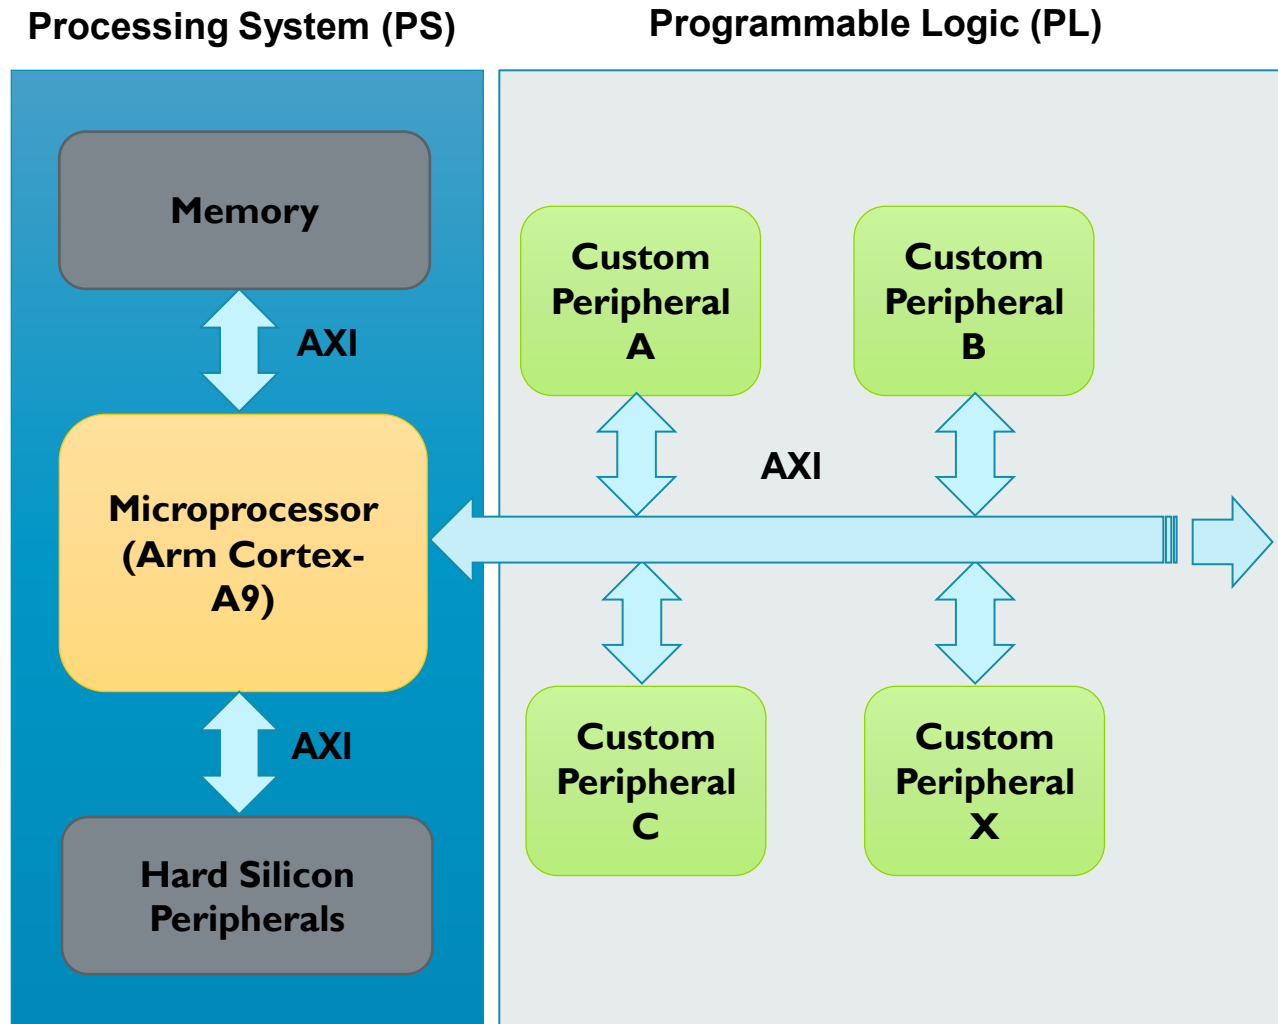 Processing System (PS)
Programmable Logic (PL)
Memory
AXI
Microprocessor
(Arm Cortex-
A9)
AXI
Hard Silicon
Peripherals
Custom
Peripheral
A
Custom
Peripheral
B
AXI
Custom
Peripheral
C
Custom
Peripheral
X